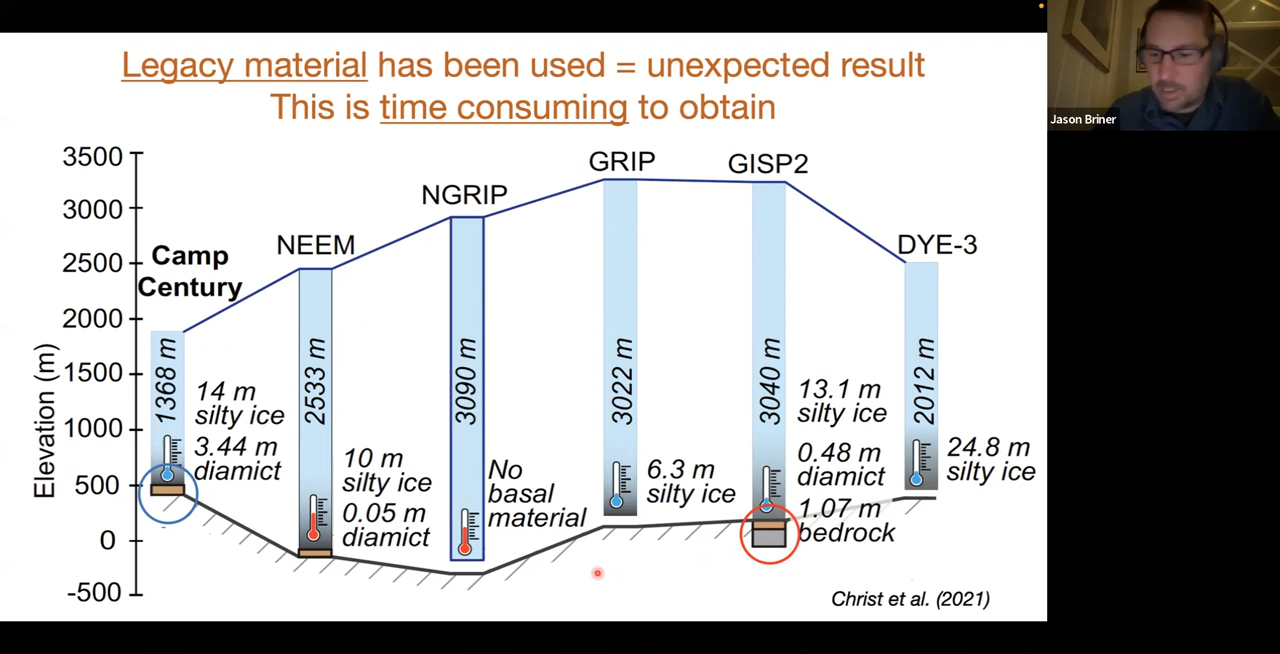 Legacy material has been used = unexpected result
This is time consuming to obtain
Jason Briner
Elevation (m)
3500
3000
2500
2000
1500
1000
500
0
-500
Camp
Century
1368 m
14 m
silty ice
3.44 m
diamict
NEEM
2533 m
10 m
silty ice
0.05 m
diamict
NGRIP
3090 m
No
basal
material
GRIP
3022 m
6.3 m
silty ice
GISP2
3040 m
13.1 m
silty ice
0.48 m
diamict
1.07 m
bedrock
DYE-3
2012 m
24.8 m
silty ice
Christ et al. (2021)